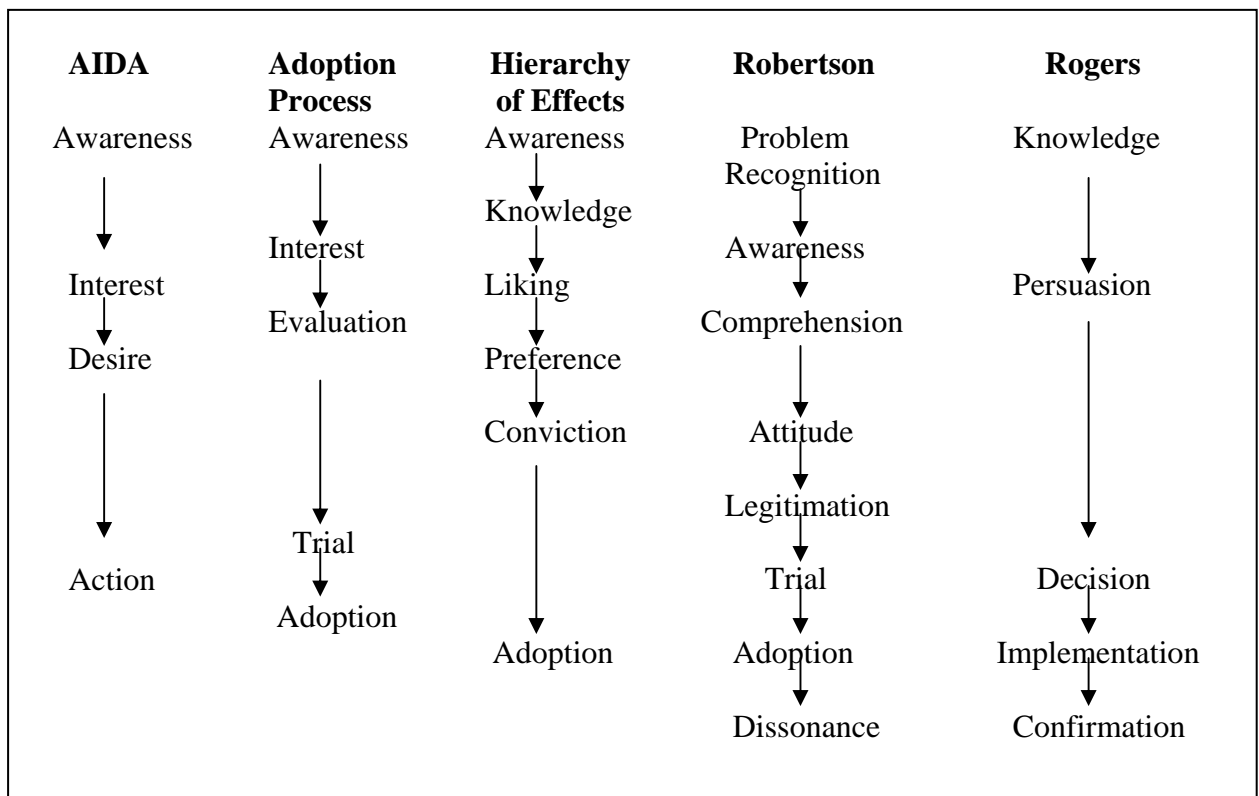 AIDA
Awareness
Interest
Desire
Action
Adoption
Process
Awareness
Interest
Evaluation
Trial
Adoption
Hierarchy
of Effects
Awareness
Knowledge
Liking
Preference
Conviction
Adoption
Robertson
Problem
Recognition
Awareness
Comprehension
Attitude
Legitimation
Trial
Adoption
Dissonance
Rogers
Knowledge
Persuasion
Decision
Implementation
Confirmation